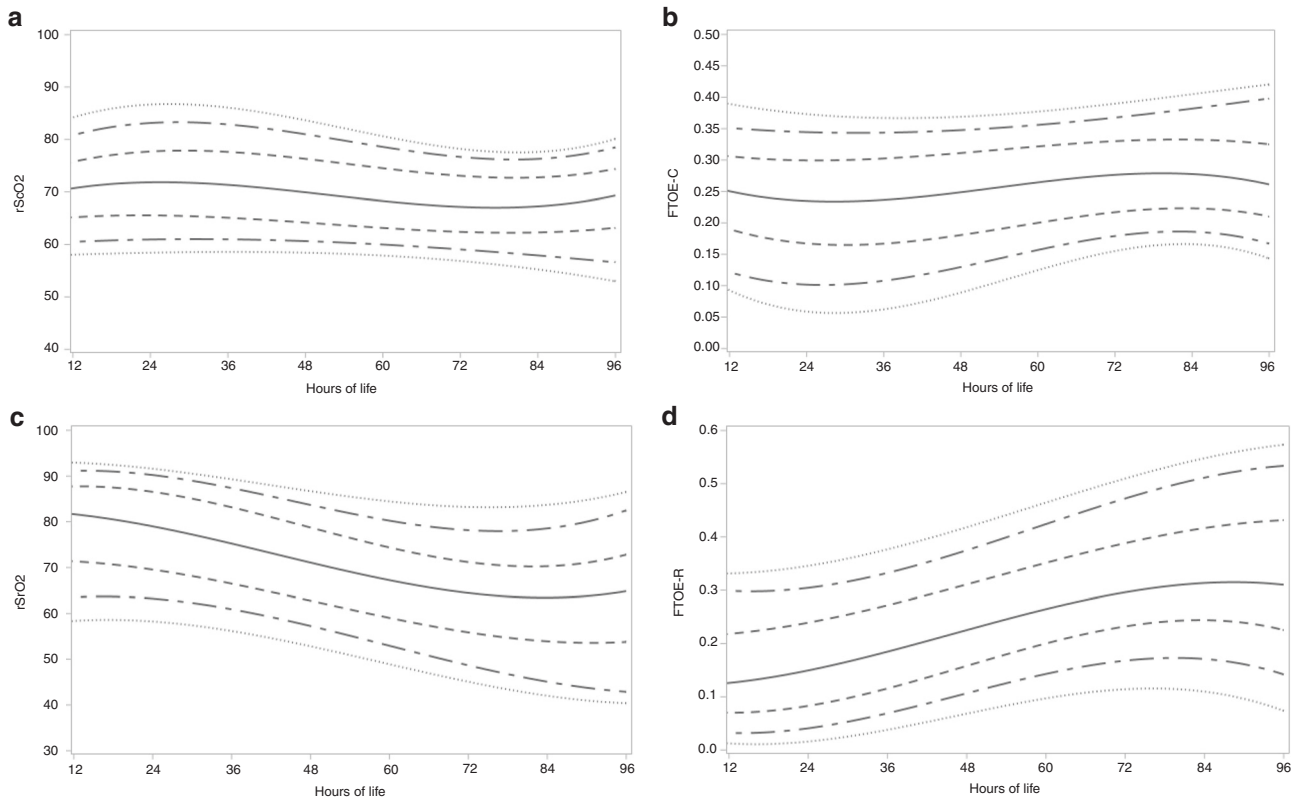 a
100
90
80
70
60
50
40
rScO2
12 24 36 48 60 72 84 96
Hours of life
b
0.50
0.45
0.40
0.35
0.30
0.25
0.20
0.15
0.10
0.05
0.00
FTOE-C
12 24 36 48 60 72 84 96
Hours of life
c
100
90
80
70
60
50
40
30
rSrO2
12 24 36 48 60 72 84 96
Hours of life
d
0.6
0.5
0.4
0.3
0.2
0.1
0.0
FTOE-R
12 24 36 48 60 72 84 96
Hours of life